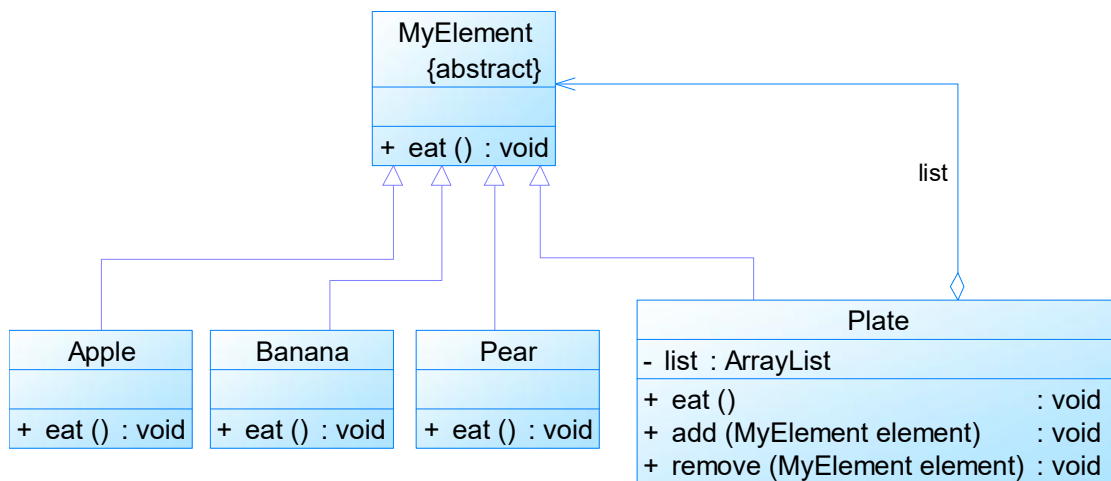 MyElement
{abstract}
+ eat () : void
list
Apple
+ eat () : void
Banana
+ eat () : void
Pear
+ eat () : void
Plate
- list : ArrayList
+ eat () : void
+ add (MyElement element) : void
+ remove (MyElement element) : void